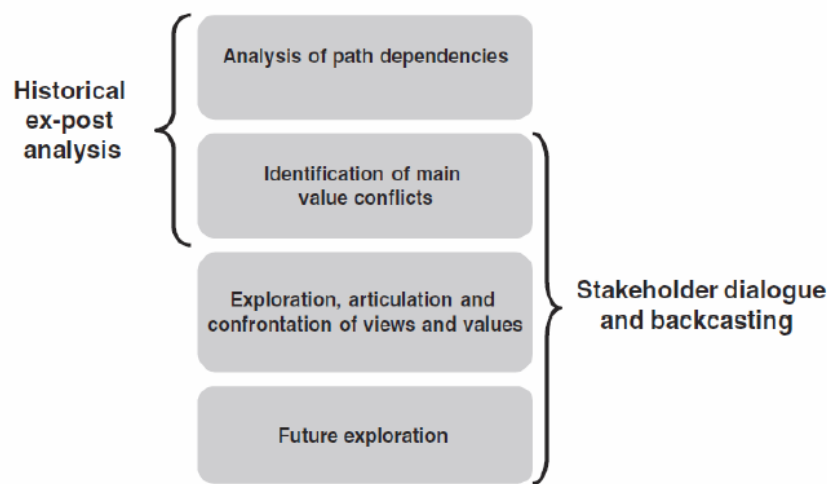 Analysis of path dependencies
Historical
ex-post
analysis
Identification of main
value conflicts
Exploration, articulation and
confrontation of views and values
Stakeholder dialogue
and backcasting
Future exploration